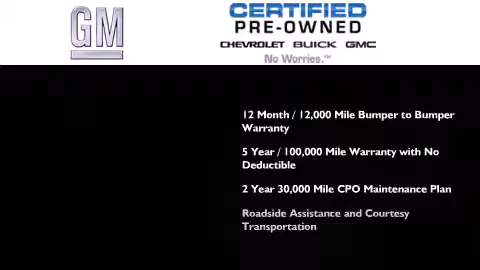 GM
CERTIFIED
PRE-OWNED
CHEVROLET BUICK GMC
No Worries.™
12 Month / 12,000 Mile Bumper to Bumper
Warranty
5 Year / 100,000 Mile Warranty with No
Deductible
2 Year 30,000 Mile CPO Maintenance Plan
Roadside Assistance and Courtesy
Transportation